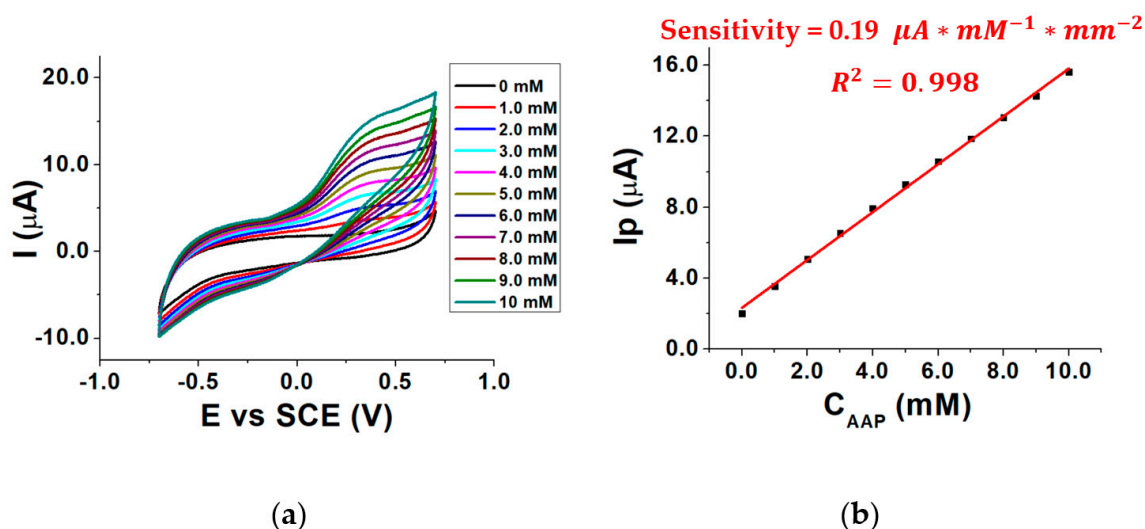 Sensitivity = 0.19 μA * mM⁻¹ * mm⁻²
R² = 0.998
I (μA)
20.0
10.0
0.0
-10.0
-1.0 -0.5 0.0 0.5 1.0
E vs SCE (V)
0 mM
1.0 mM
2.0 mM
3.0 mM
4.0 mM
5.0 mM
6.0 mM
7.0 mM
8.0 mM
9.0 mM
10 mM
(a)
Ip (μA)
16.0
12.0
8.0
4.0
0.0
0.0 2.0 4.0 6.0 8.0 10.0
C_AAP (mM)
(b)